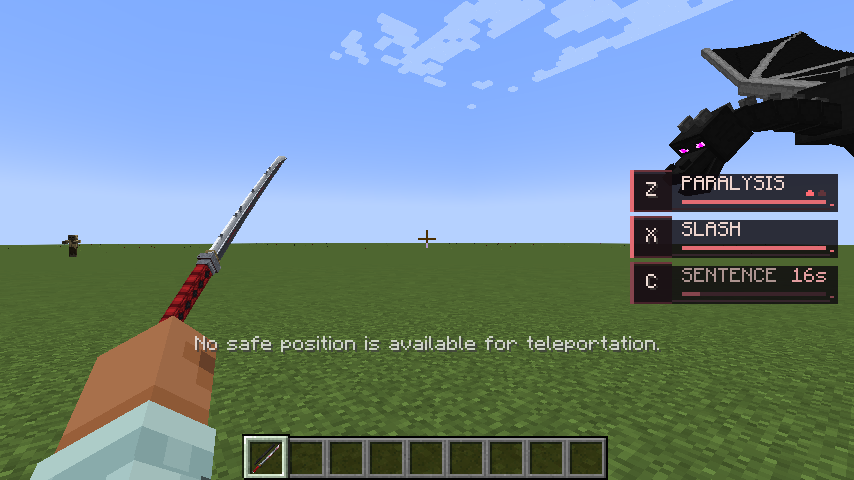 Z PARALYSIS
X SLASH
C SENTENCE 16s
No safe position is available for teleportation.